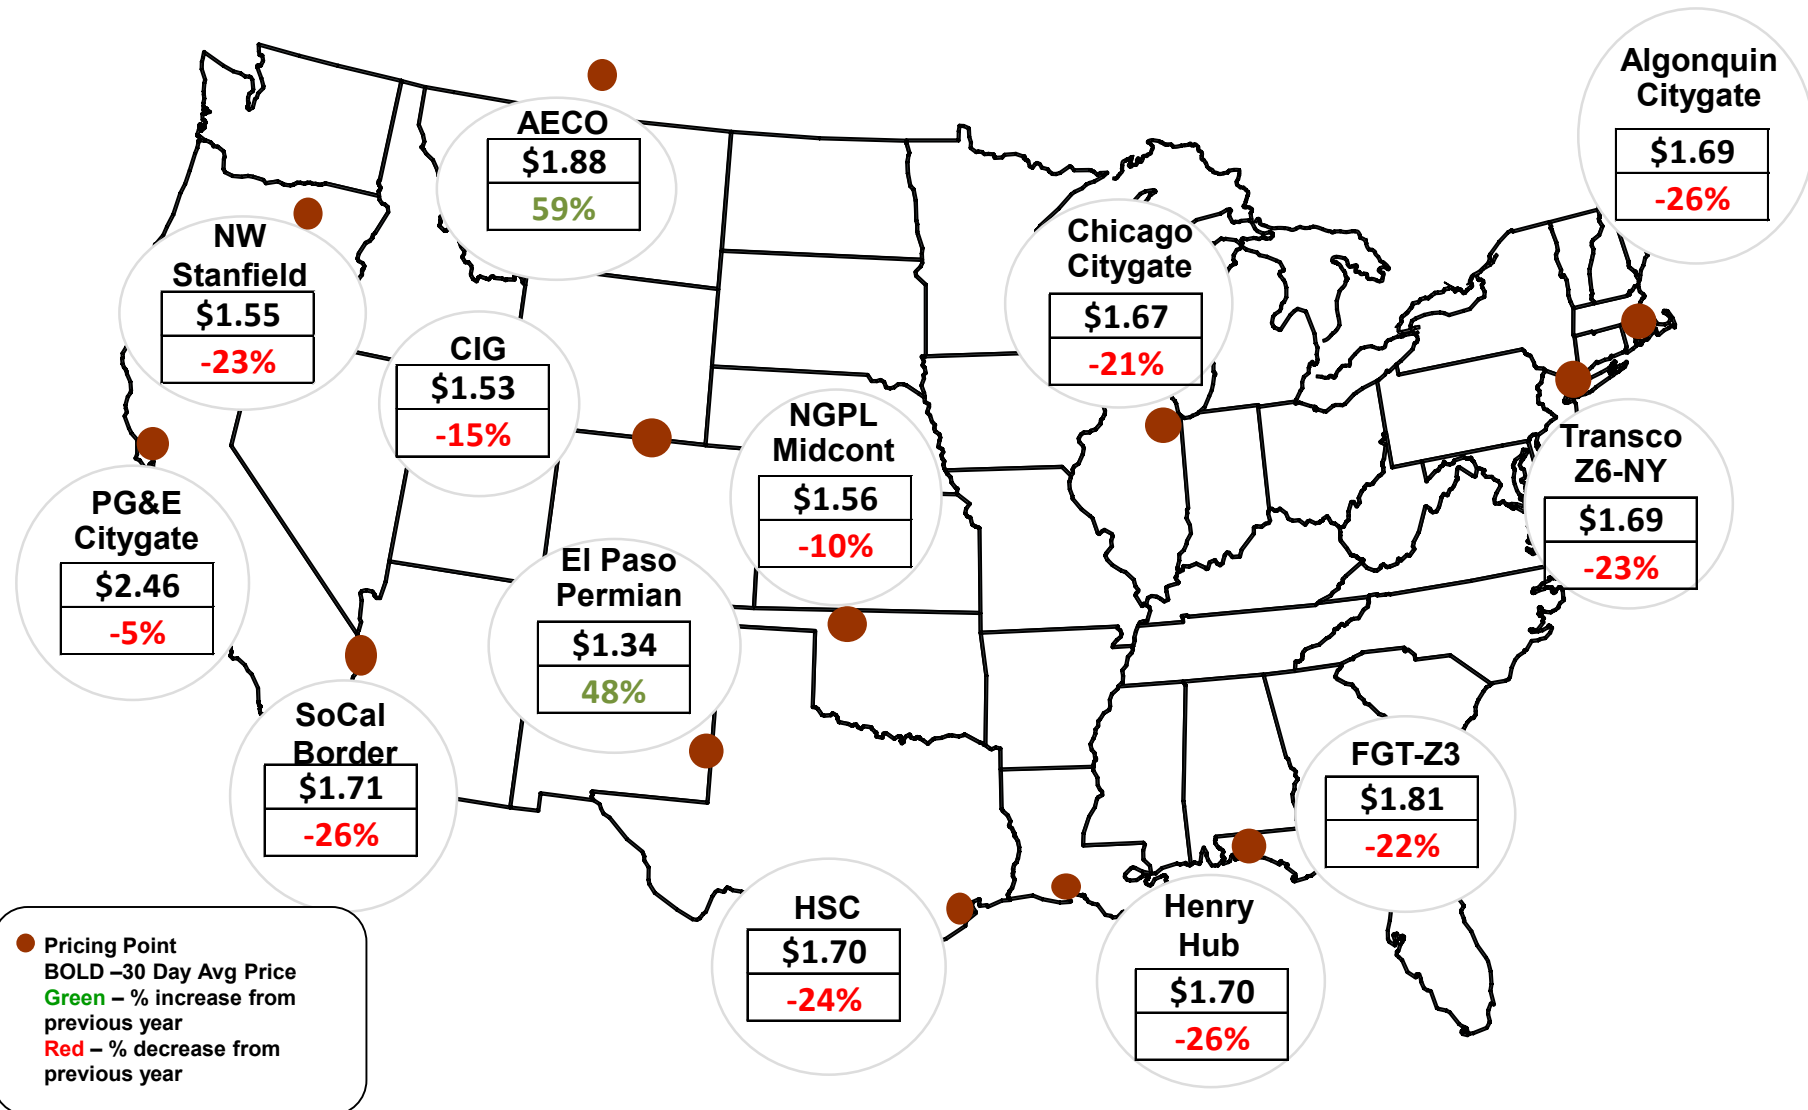 Algonquin
Citygate
$1.69
-26%
AECO
$1.88
59%
NW
Stanfield
$1.55
-23%
Chicago
Citygate
$1.67
-21%
CIG
$1.53
-15%
NGPL
Midcont
$1.56
-10%
Transco
Z6-NY
$1.69
-23%
PG&E
Citygate
$2.46
-5%
El Paso
Permian
$1.34
48%
SoCal
Border
$1.71
-26%
FGT-Z3
$1.81
-22%
HSC
$1.70
-24%
Henry
Hub
$1.70
-26%
Pricing Point
BOLD –30 Day Avg Price
Green – % increase from
previous year
Red – % decrease from
previous year